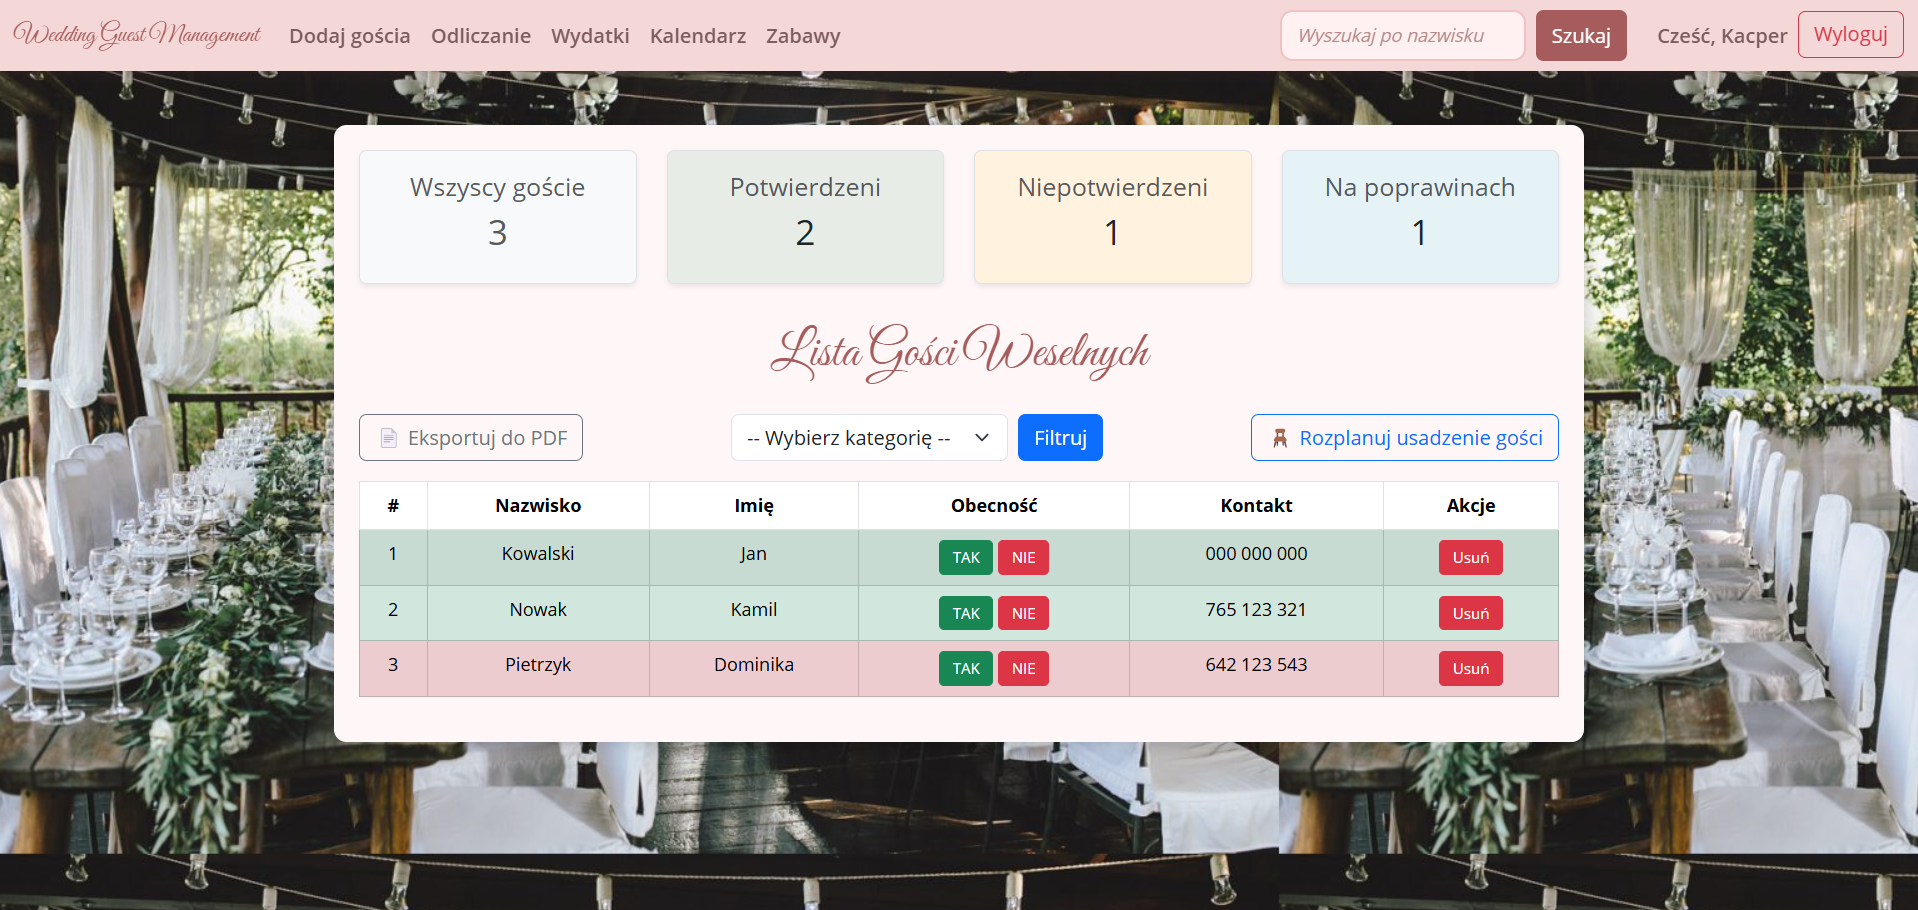 Wedding Guest Management Dodaj gościa Odliczanie Wydatki Kalendarz Zabawy Wyszukaj po nazwisku Szukaj Cześć, Kacper Wyloguj
Wszyscy goście Potwierdzeni Niepotwierdzeni Na poprawinach
3 2 1 1
Lista Gości Weselnych
Eksportuj do PDF -- Wybierz kategorię -- Filtruj Rozplanuj usadzenie gości
# Nazwisko Imię Obecność Kontakt Akcje
1 Kowalski Jan TAK NIE 000 000 000 Usuń
2 Nowak Kamil TAK NIE 765 123 321 Usuń
3 Pietrzyk Dominika TAK NIE 642 123 543 Usuń